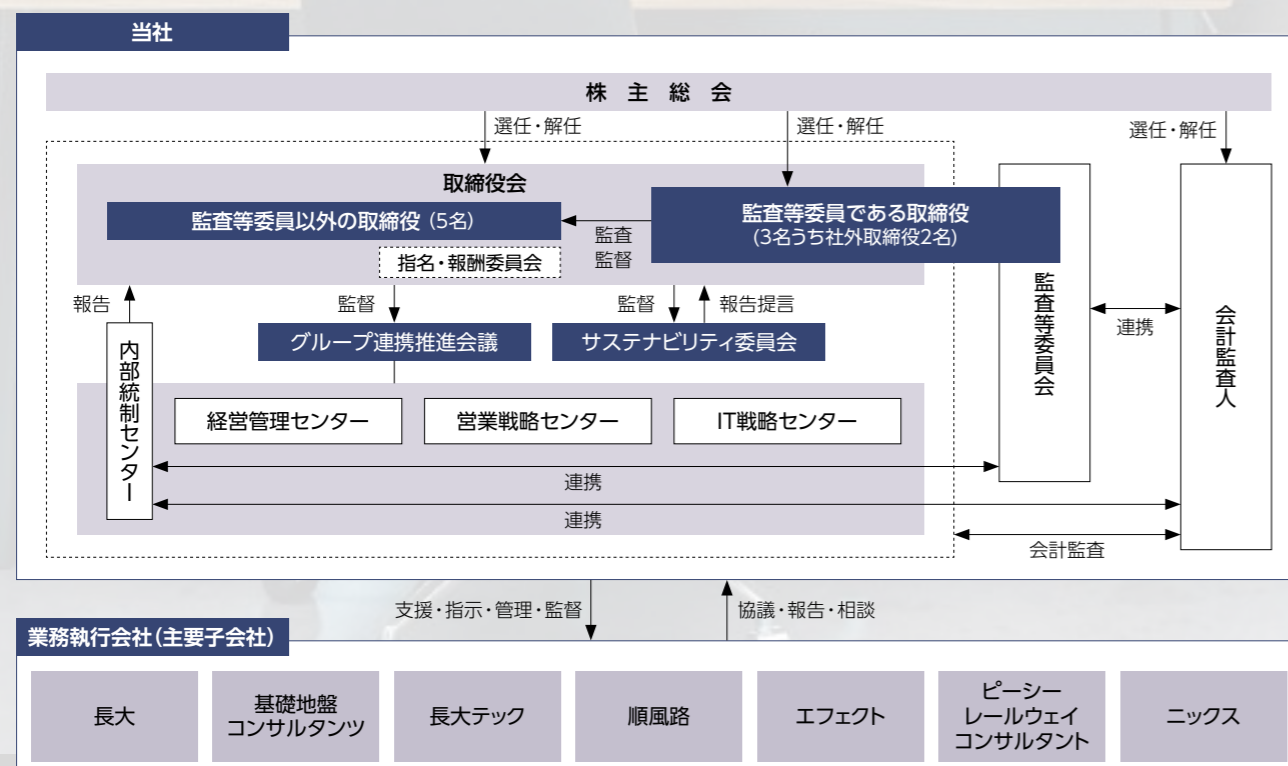 当社
株主総会
選任・解任
選任・解任
選任・解任
取締役会
監査等委員以外の取締役(5名)
監査等委員である取締役
(3名うち社外取締役2名)
監査
監督
指名・報酬委員会
報告
監督
監督
報告提言
グループ連携推進会議
サステナビリティ委員会
監査等委員会
連携
会計監査人
内部統制センター
経営管理センター
営業戦略センター
IT戦略センター
連携
連携
会計監査
支援・指示・管理・監督
協議・報告・相談
業務執行会社(主要子会社)
長大
基礎地盤
コンサルタンツ
長大テック
順風路
エフェクト
ピーシー
レールウェイ
コンサルタント
ニックス